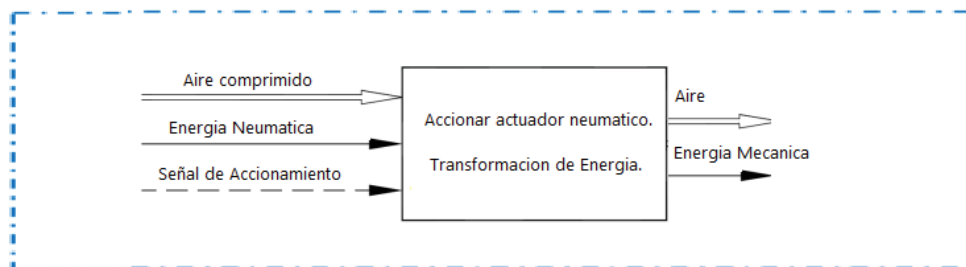 Aire comprimido
Energia Neumatica
Señal de Accionamiento
Accionar actuador neumatico.
Transformacion de Energia.
Aire
Energia Mecanica